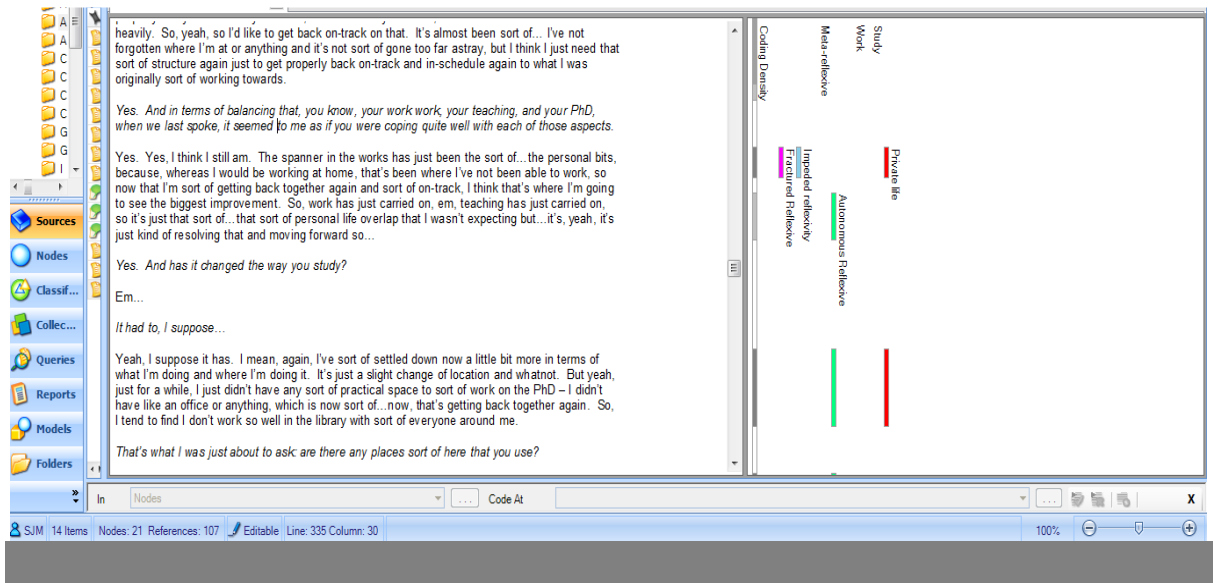 A
A
C
C
C
C
G
G
I
Sources
Nodes
Classif...
Collec...
Queries
Reports
Models
Folders
heavily. So, yeah, so I'd like to get back on-track on that. It's almost been sort of... I've not
forgotten where I'm at or anything and it's not sort of gone too far astray, but I think I just need that
sort of structure again just to get properly back on-track and in-schedule again to what I was
originally sort of working towards.
Yes. And in terms of balancing that, you know, your work work, your teaching, and your PhD,
when we last spoke, it seemed to me as if you were coping quite well with each of those aspects.
Yes. Yes, I think I still am. The spanner in the works has just been the sort of…the personal bits,
because, whereas I would be working at home, that's been where I've not been able to work, so
now that I'm sort of getting back together again and sort of on-track, I think that's where I'm going
to see the biggest improvement. So, work has just carried on, em, teaching has just carried on,
so it's just that sort of…that sort of personal life overlap that I wasn't expecting but…it's, yeah, it's
just kind of resolving that and moving forward so…
Yes. And has it changed the way you study?
Em…
It had to, I suppose…
Yeah, I suppose it has. I mean, again, I've sort of settled down now a little bit more in terms of
what I'm doing and where I'm doing it. It's just a slight change of location and whatnot. But yeah,
just for a while, I just didn't have any sort of practical space to sort of work on the PhD – I didn't
have like an office or anything, which is now sort of…now, that's getting back together again. So,
I tend to find I don't work so well in the library with sort of everyone around me.
That's what I was just about to ask: are there any places sort of here that you use?
Coding Density
Fractured Reflexive
Impeded reflexivity
Meta-reflexive
Autonomous Reflexive
Work
Study
Private life
In
Nodes
...
Code At
...
X
SJM
14 Items
Nodes: 21 References: 107
Editable
Line: 335 Column: 30
100%